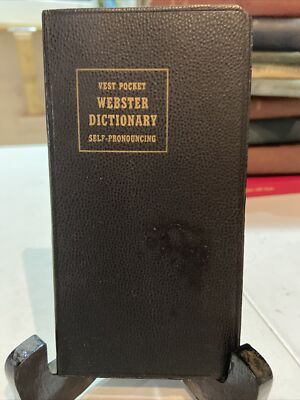 VEST POCKET
WEBSTER
DICTIONARY
SELF-PRONOUNCING